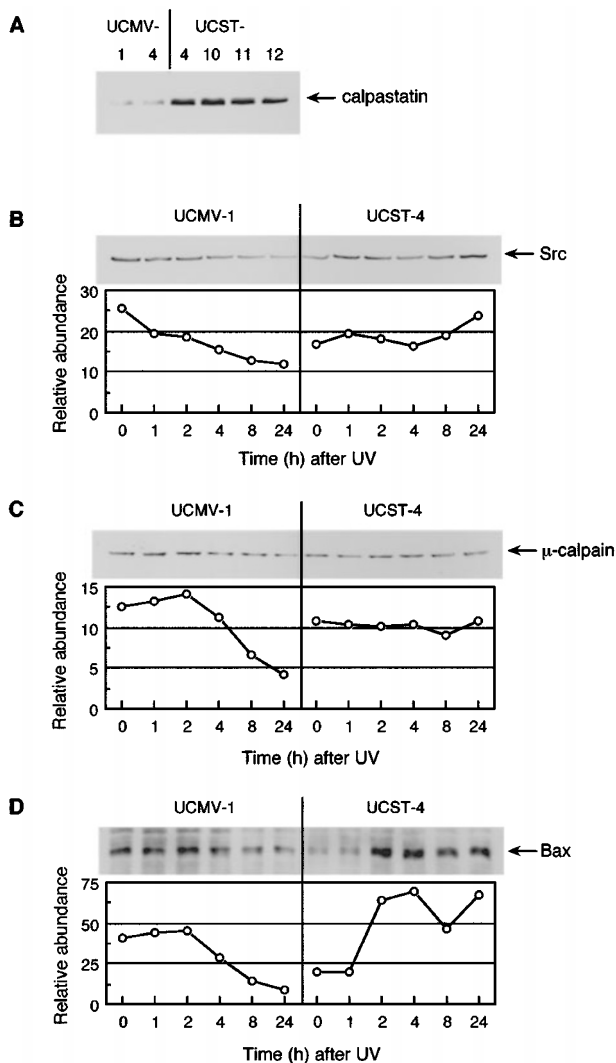 A
UCMV- UCST-
1 4 4 10 11 12
calpastatin
B
UCMV-1 UCST-4
Src
Relative abundance
30
20
10
0
0 1 2 4 8 24 0 1 2 4 8 24
Time (h) after UV
C
UCMV-1 UCST-4
μ-calpain
Relative abundance
15
10
5
0
0 1 2 4 8 24 0 1 2 4 8 24
Time (h) after UV
D
UCMV-1 UCST-4
Bax
Relative abundance
75
50
25
0
0 1 2 4 8 24 0 1 2 4 8 24
Time (h) after UV